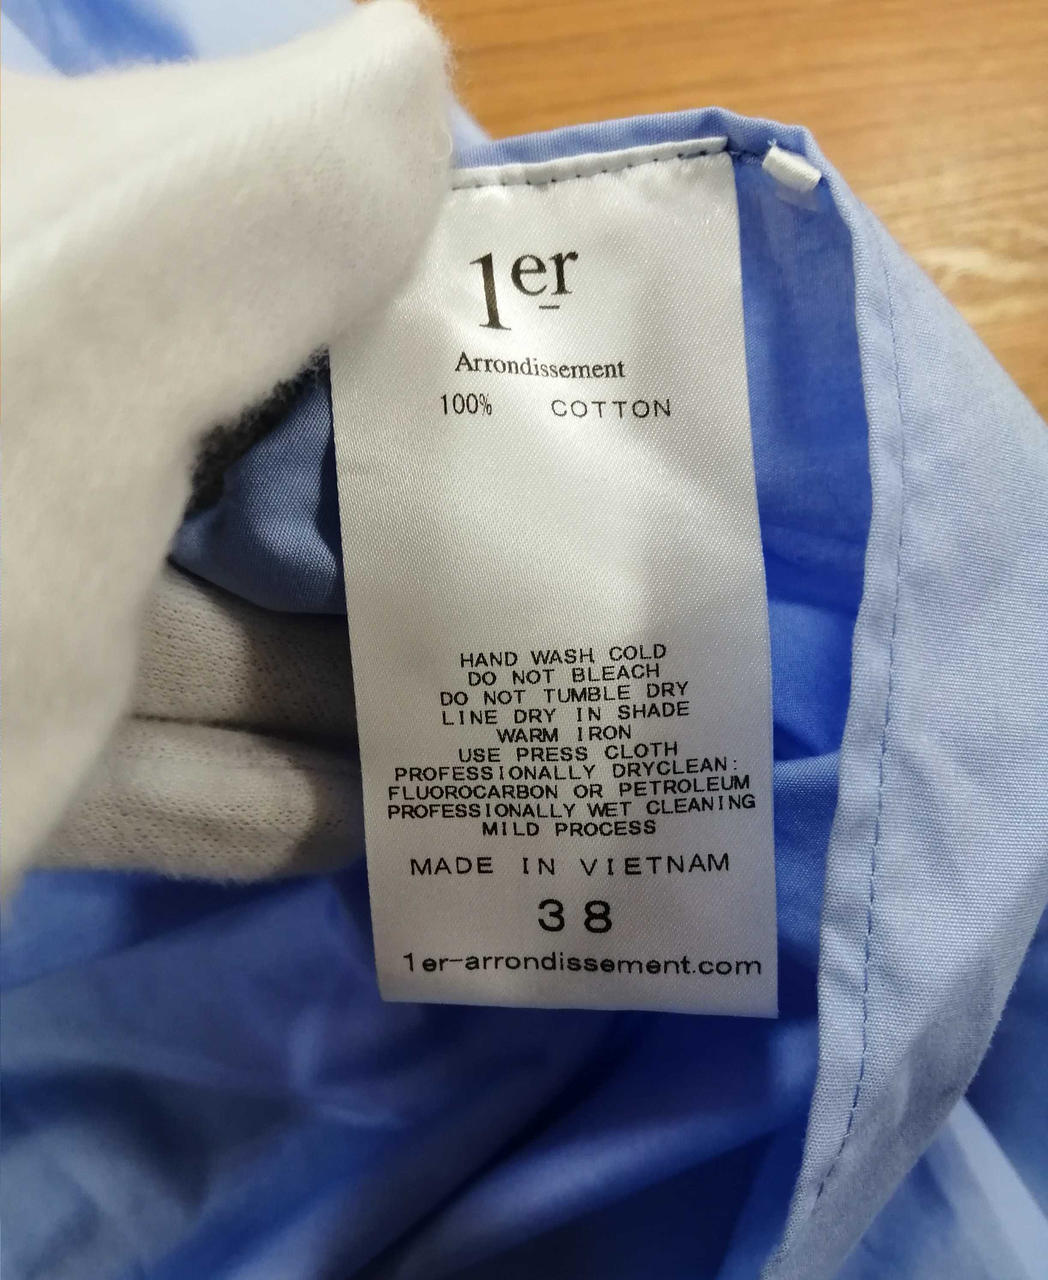 1er
Arrondissement
100% COTTON
HAND WASH COLD
DO NOT BLEACH
DO NOT TUMBLE DRY
LINE DRY IN SHADE
WARM IRON
USE PRESS CLOTH
PROFESSIONALLY DRYCLEAN:
FLUOROCARBON OR PETROLEUM
PROFESSIONALLY WET CLEANING
MILD PROCESS
MADE IN VIETNAM
38
1er-arrondissement.com